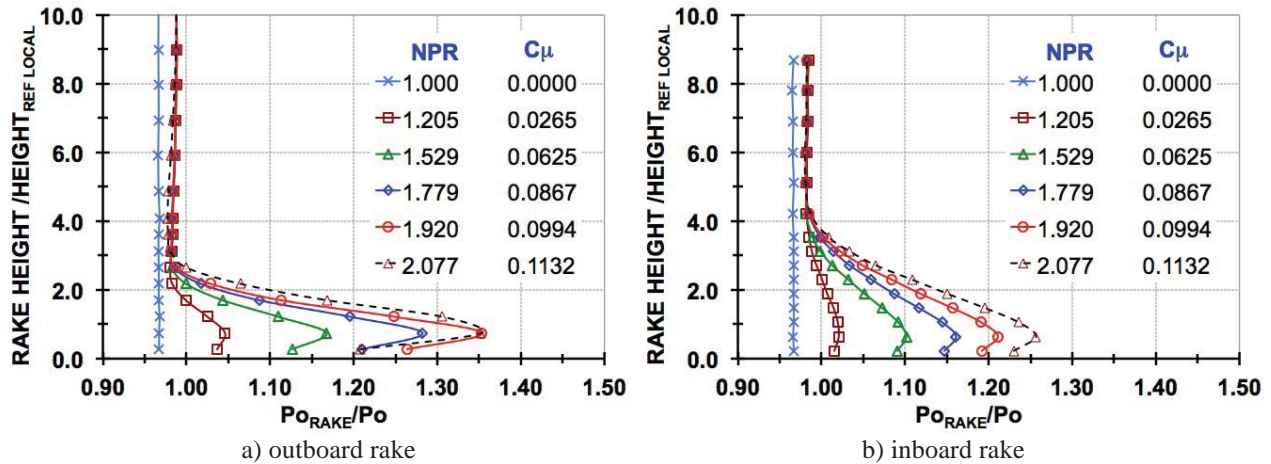 RAKE HEIGHT /HEIGHT REF LOCAL
10.0
8.0
6.0
4.0
2.0
0.0
NPR Cμ
1.000 0.0000
1.205 0.0265
1.529 0.0625
1.779 0.0867
1.920 0.0994
2.077 0.1132
0.90 1.00 1.10 1.20 1.30 1.40 1.50
Po RAKE/Po
a) outboard rake
RAKE HEIGHT /HEIGHT REF LOCAL
10.0
8.0
6.0
4.0
2.0
0.0
NPR Cμ
1.000 0.0000
1.205 0.0265
1.529 0.0625
1.779 0.0867
1.920 0.0994
2.077 0.1132
0.90 1.00 1.10 1.20 1.30 1.40 1.50
Po RAKE/Po
b) inboard rake